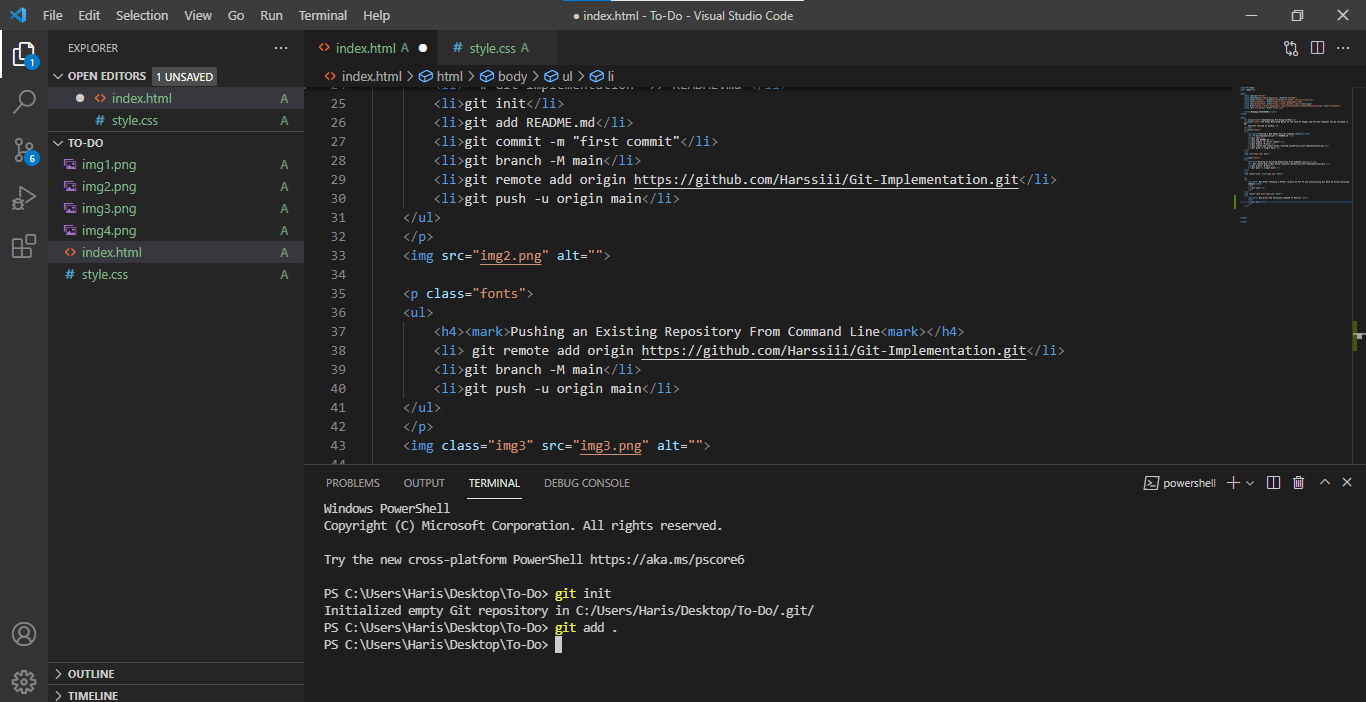 File Edit Selection View Go Run Terminal Help
● index.html - To-Do - Visual Studio Code
EXPLORER
OPEN EDITORS 1 UNSAVED
index.html A
style.css A
TO-DO
img1.png A
img2.png A
img3.png A
img4.png A
index.html A
style.css A
OUTLINE
TIMELINE
1
6
index.html A
style.css A
index.html > html > body > ul > li
25 <li>git init</li>
26 <li>git add README.md</li>
27 <li>git commit -m "first commit"</li>
28 <li>git branch -M main</li>
29 <li>git remote add origin https://github.com/Harssiii/Git-Implementation.git</li>
30 <li>git push -u origin main</li>
31 </ul>
32 </p>
33 <img src="img2.png" alt="">
34
35 <p class="fonts">
36 <ul>
37 <h4><mark>Pushing an Existing Repository From Command Line<mark></h4>
38 <li> git remote add origin https://github.com/Harssiii/Git-Implementation.git</li>
39 <li>git branch -M main</li>
40 <li>git push -u origin main</li>
41 </ul>
42 </p>
43 <img class="img3" src="img3.png" alt="">
PROBLEMS OUTPUT TERMINAL DEBUG CONSOLE
powershell
Windows PowerShell
Copyright (C) Microsoft Corporation. All rights reserved.
Try the new cross-platform PowerShell https://aka.ms/pscore6
PS C:\Users\Haris\Desktop\To-Do> git init
Initialized empty Git repository in C:/Users/Haris/Desktop/To-Do/.git/
PS C:\Users\Haris\Desktop\To-Do> git add .
PS C:\Users\Haris\Desktop\To-Do>